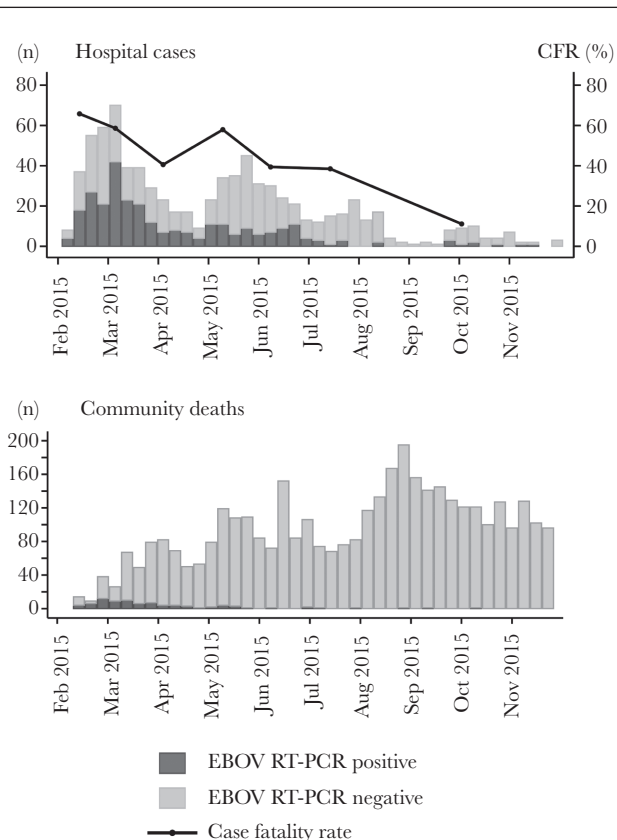 (n) Hospital cases CFR (%)
80 80
60 60
40 40
20 20
0 0
Feb 2015 Mar 2015 Apr 2015 May 2015 Jun 2015 Jul 2015 Aug 2015 Sep 2015 Oct 2015 Nov 2015
(n) Community deaths
200
160
120
80
40
0
Feb 2015 Mar 2015 Apr 2015 May 2015 Jun 2015 Jul 2015 Aug 2015 Sep 2015 Oct 2015 Nov 2015
EBOV RT-PCR positive
EBOV RT-PCR negative
Case fatality rate